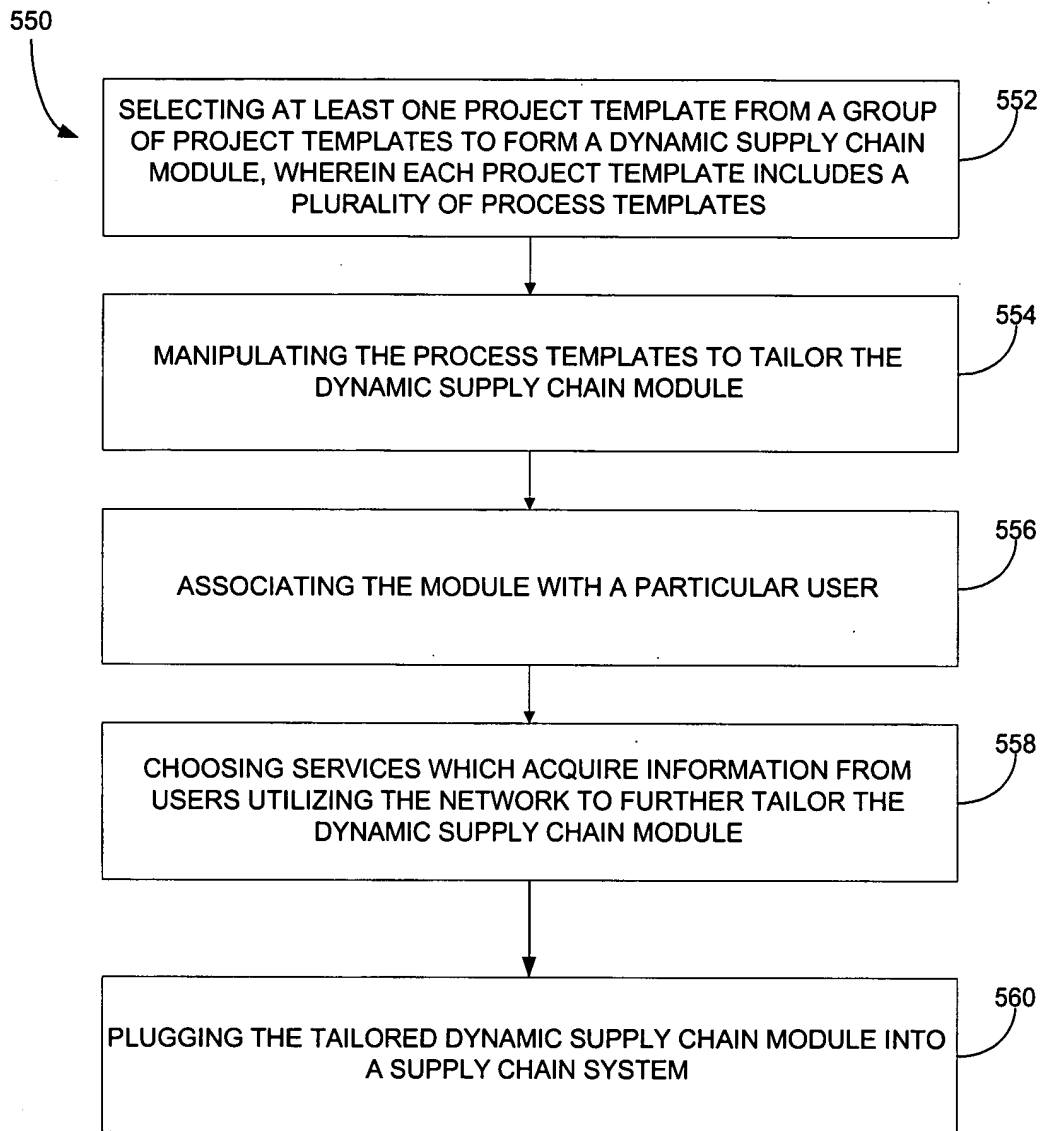 550
SELECTING AT LEAST ONE PROJECT TEMPLATE FROM A GROUP
OF PROJECT TEMPLATES TO FORM A DYNAMIC SUPPLY CHAIN
MODULE, WHEREIN EACH PROJECT TEMPLATE INCLUDES A
PLURALITY OF PROCESS TEMPLATES
552
MANIPULATING THE PROCESS TEMPLATES TO TAILOR THE
DYNAMIC SUPPLY CHAIN MODULE
554
ASSOCIATING THE MODULE WITH A PARTICULAR USER
556
CHOOSING SERVICES WHICH ACQUIRE INFORMATION FROM
USERS UTILIZING THE NETWORK TO FURTHER TAILOR THE
DYNAMIC SUPPLY CHAIN MODULE
558
PLUGGING THE TAILORED DYNAMIC SUPPLY CHAIN MODULE INTO
A SUPPLY CHAIN SYSTEM
560